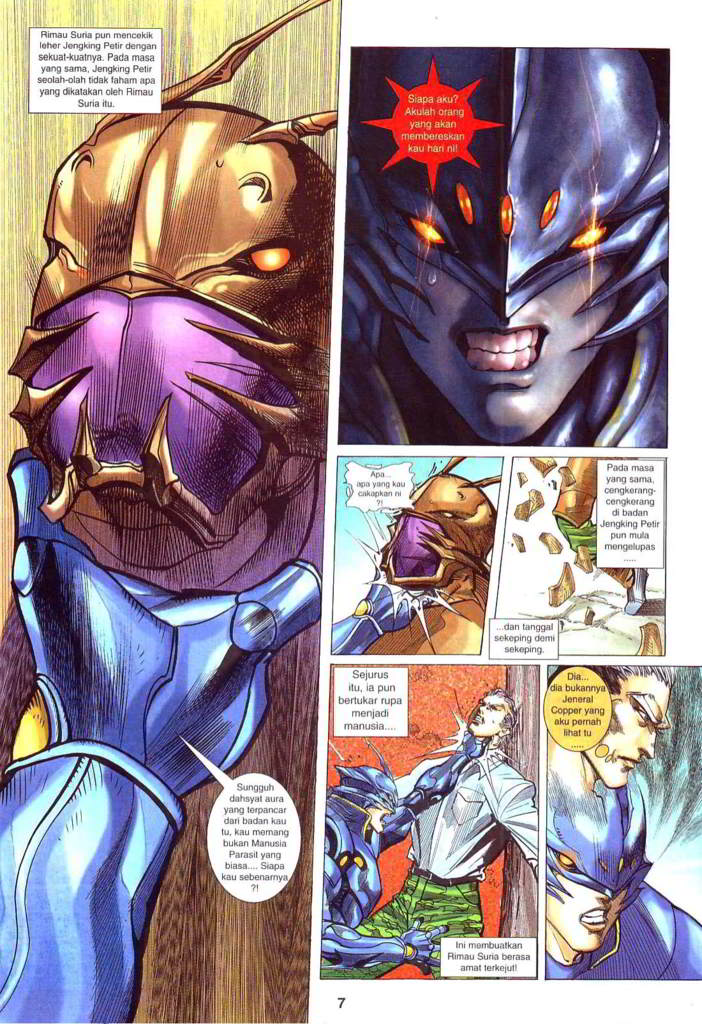 Rimau Suria pun mencekik
leher Jengking Petir dengan
sekuat-kuatnya. Pada masa
yang sama, Jengking Petir
seolah-olah tidak faham apa
yang dikatakan oleh Rimau
Suria itu.
Sungguh
dahsyat aura
yang terpancar
dari badan kau
tu, kau memang
bukan Manusia
Parasit yang
biasa.... Siapa
kau sebenarnya
?!
Siapa aku?
Akulah orang
yang akan
membereskan
kau hari ni!
Apa...
apa yang kau
cakapkan ni
?!
Pada masa
yang sama,
cengkerang-
cengkerang
di badan
Jengking Petir
pun mula
mengelupas
.....
...dan tanggal
sekeping demi
sekeping.
Sejurus
itu, ia pun
bertukar rupa
menjadi
manusia....
Ini membuatkan
Rimau Suria berasa
amat terkejut!
Dia...
dia bukannya
Jeneral
Copper yang
aku pernah
lihat tu
.....
7